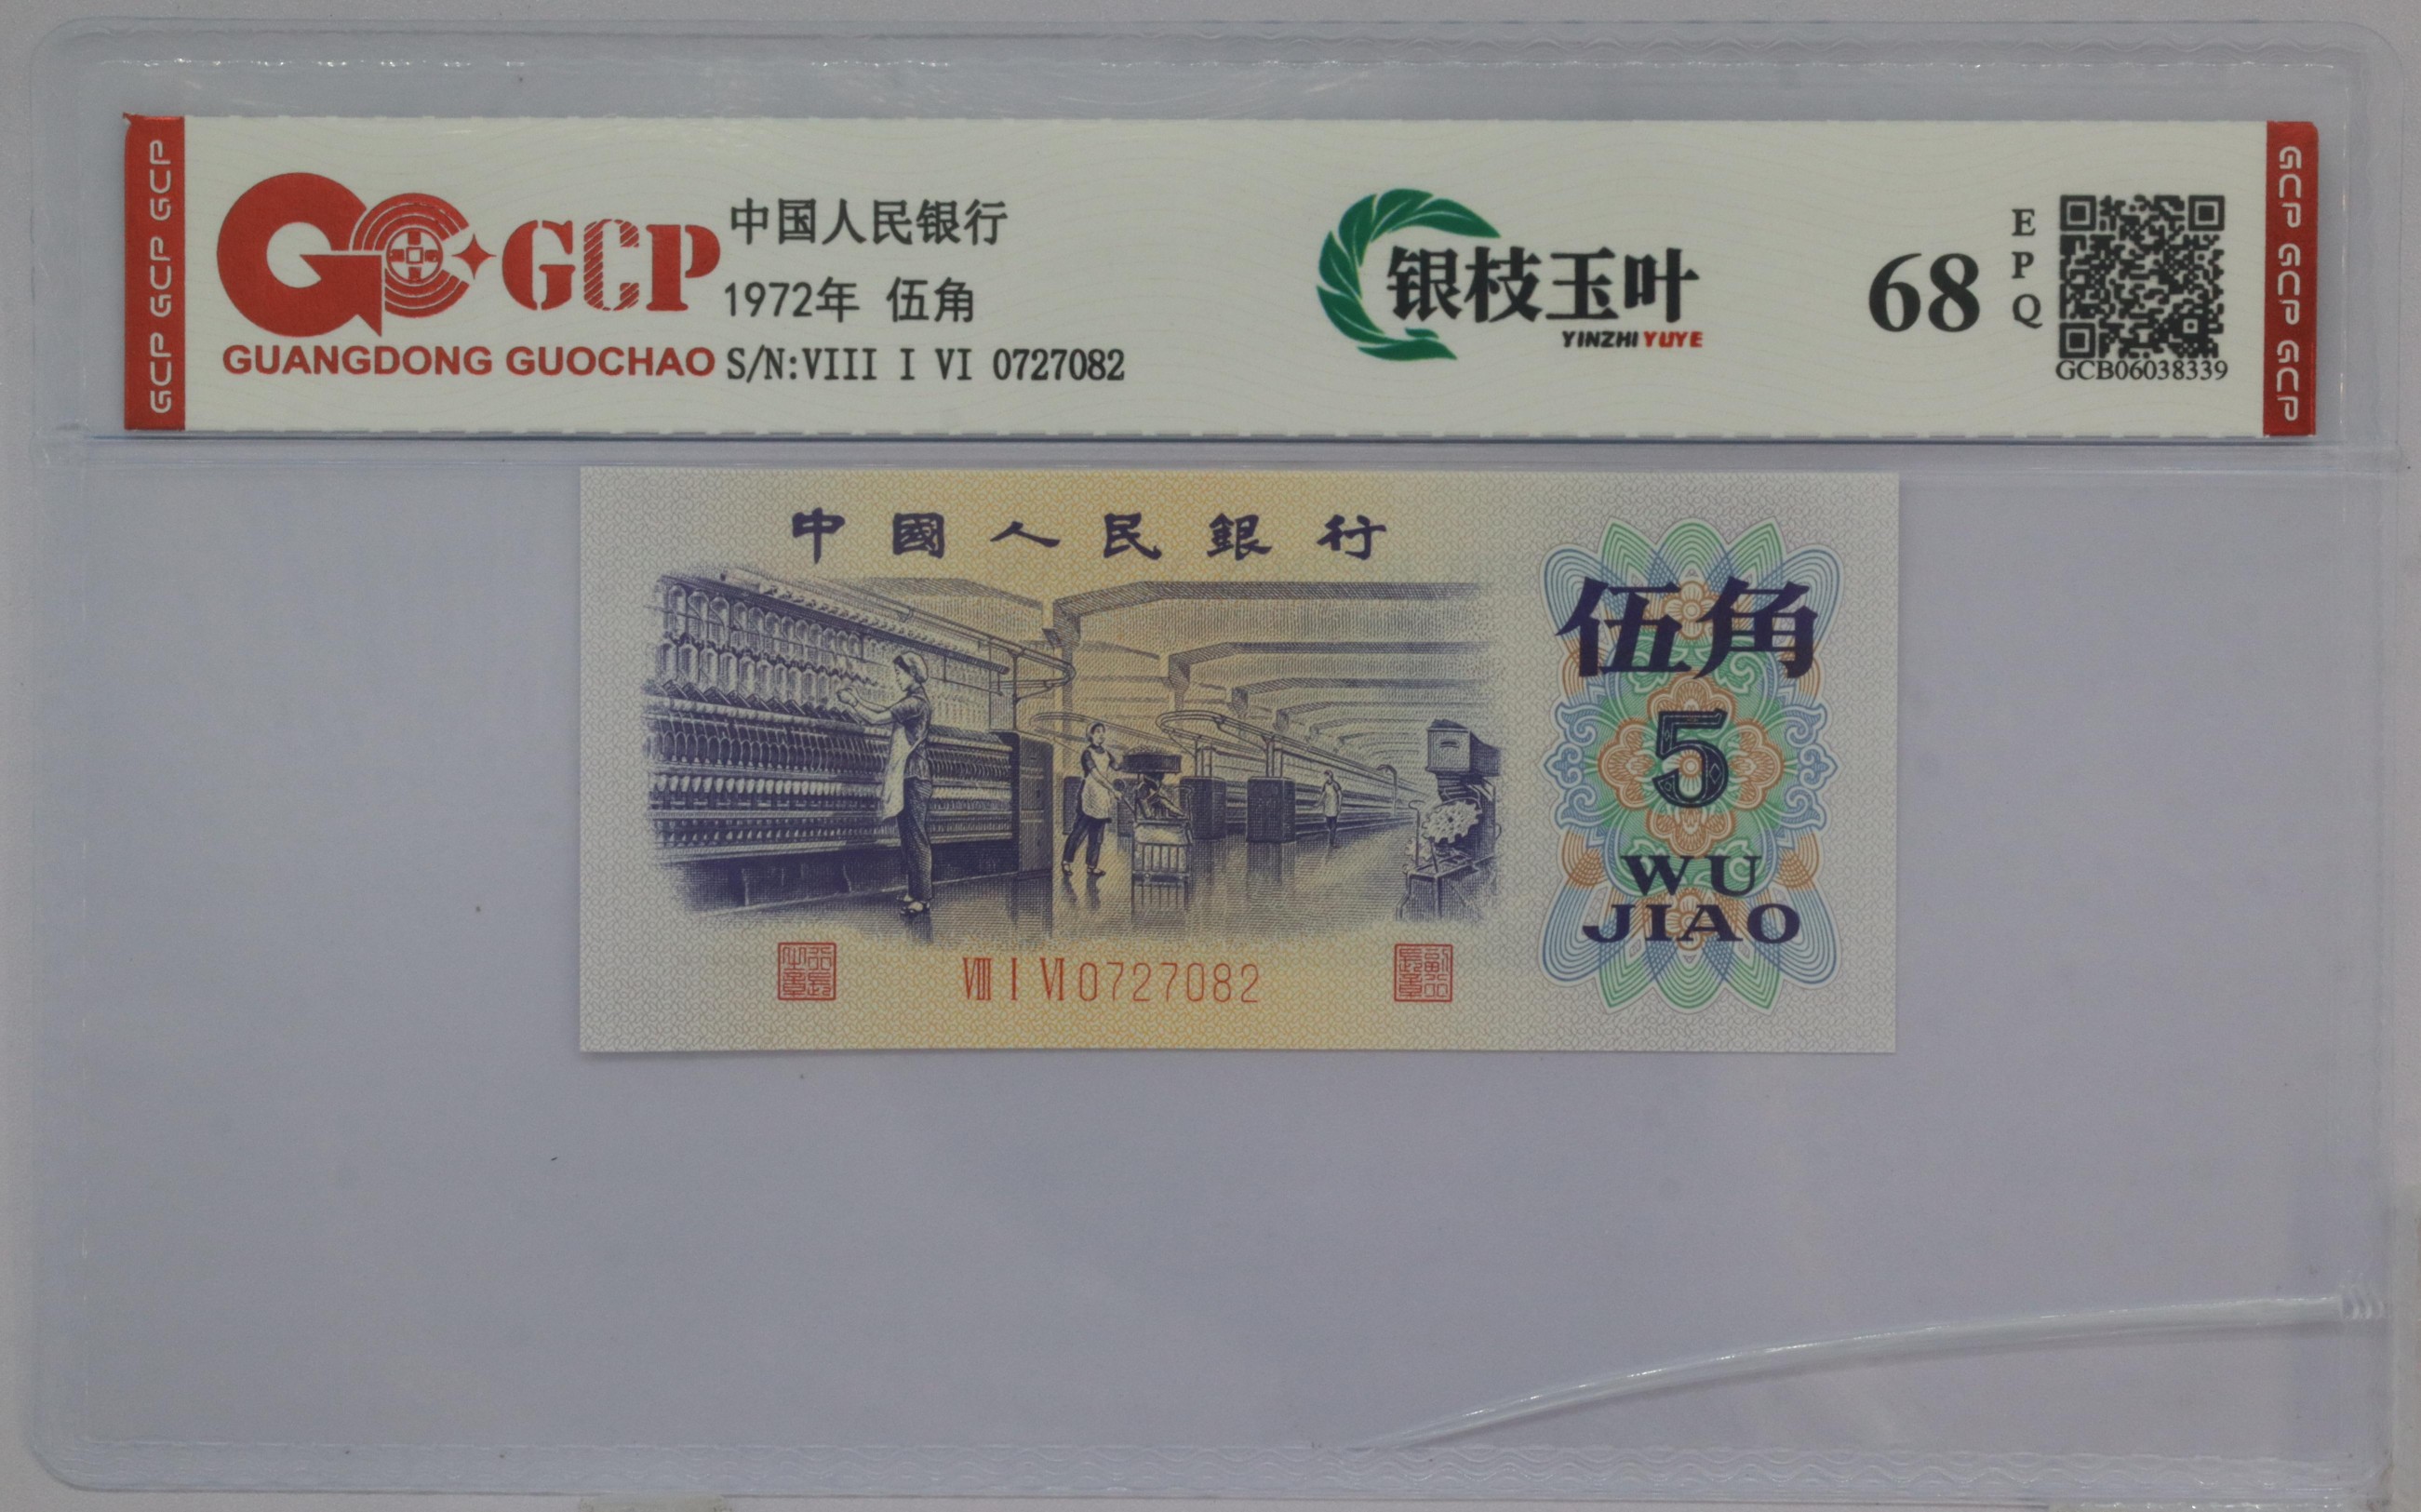 GCP GCP GCP
GCP
GUANGDONG GUOCHAO
中国人民银行
1972年 伍角
S/N:VIII I VI 0727082
银枝玉叶
YINZHI YUYE
68
EPQ
GCB06038339
GCP GCP GCP
中國人民銀行
伍角
5
WU
JIAO
VIII I VI 0727082